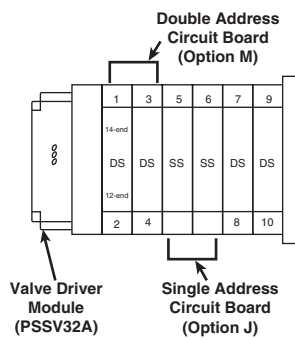 Double Address
Circuit Board
(Option M)
1 3 5 6 7 9
14-end
DS DS SS SS DS DS
12-end
2 4 8 10
Valve Driver
Module
(PSSV32A)
Single Address
Circuit Board
(Option J)